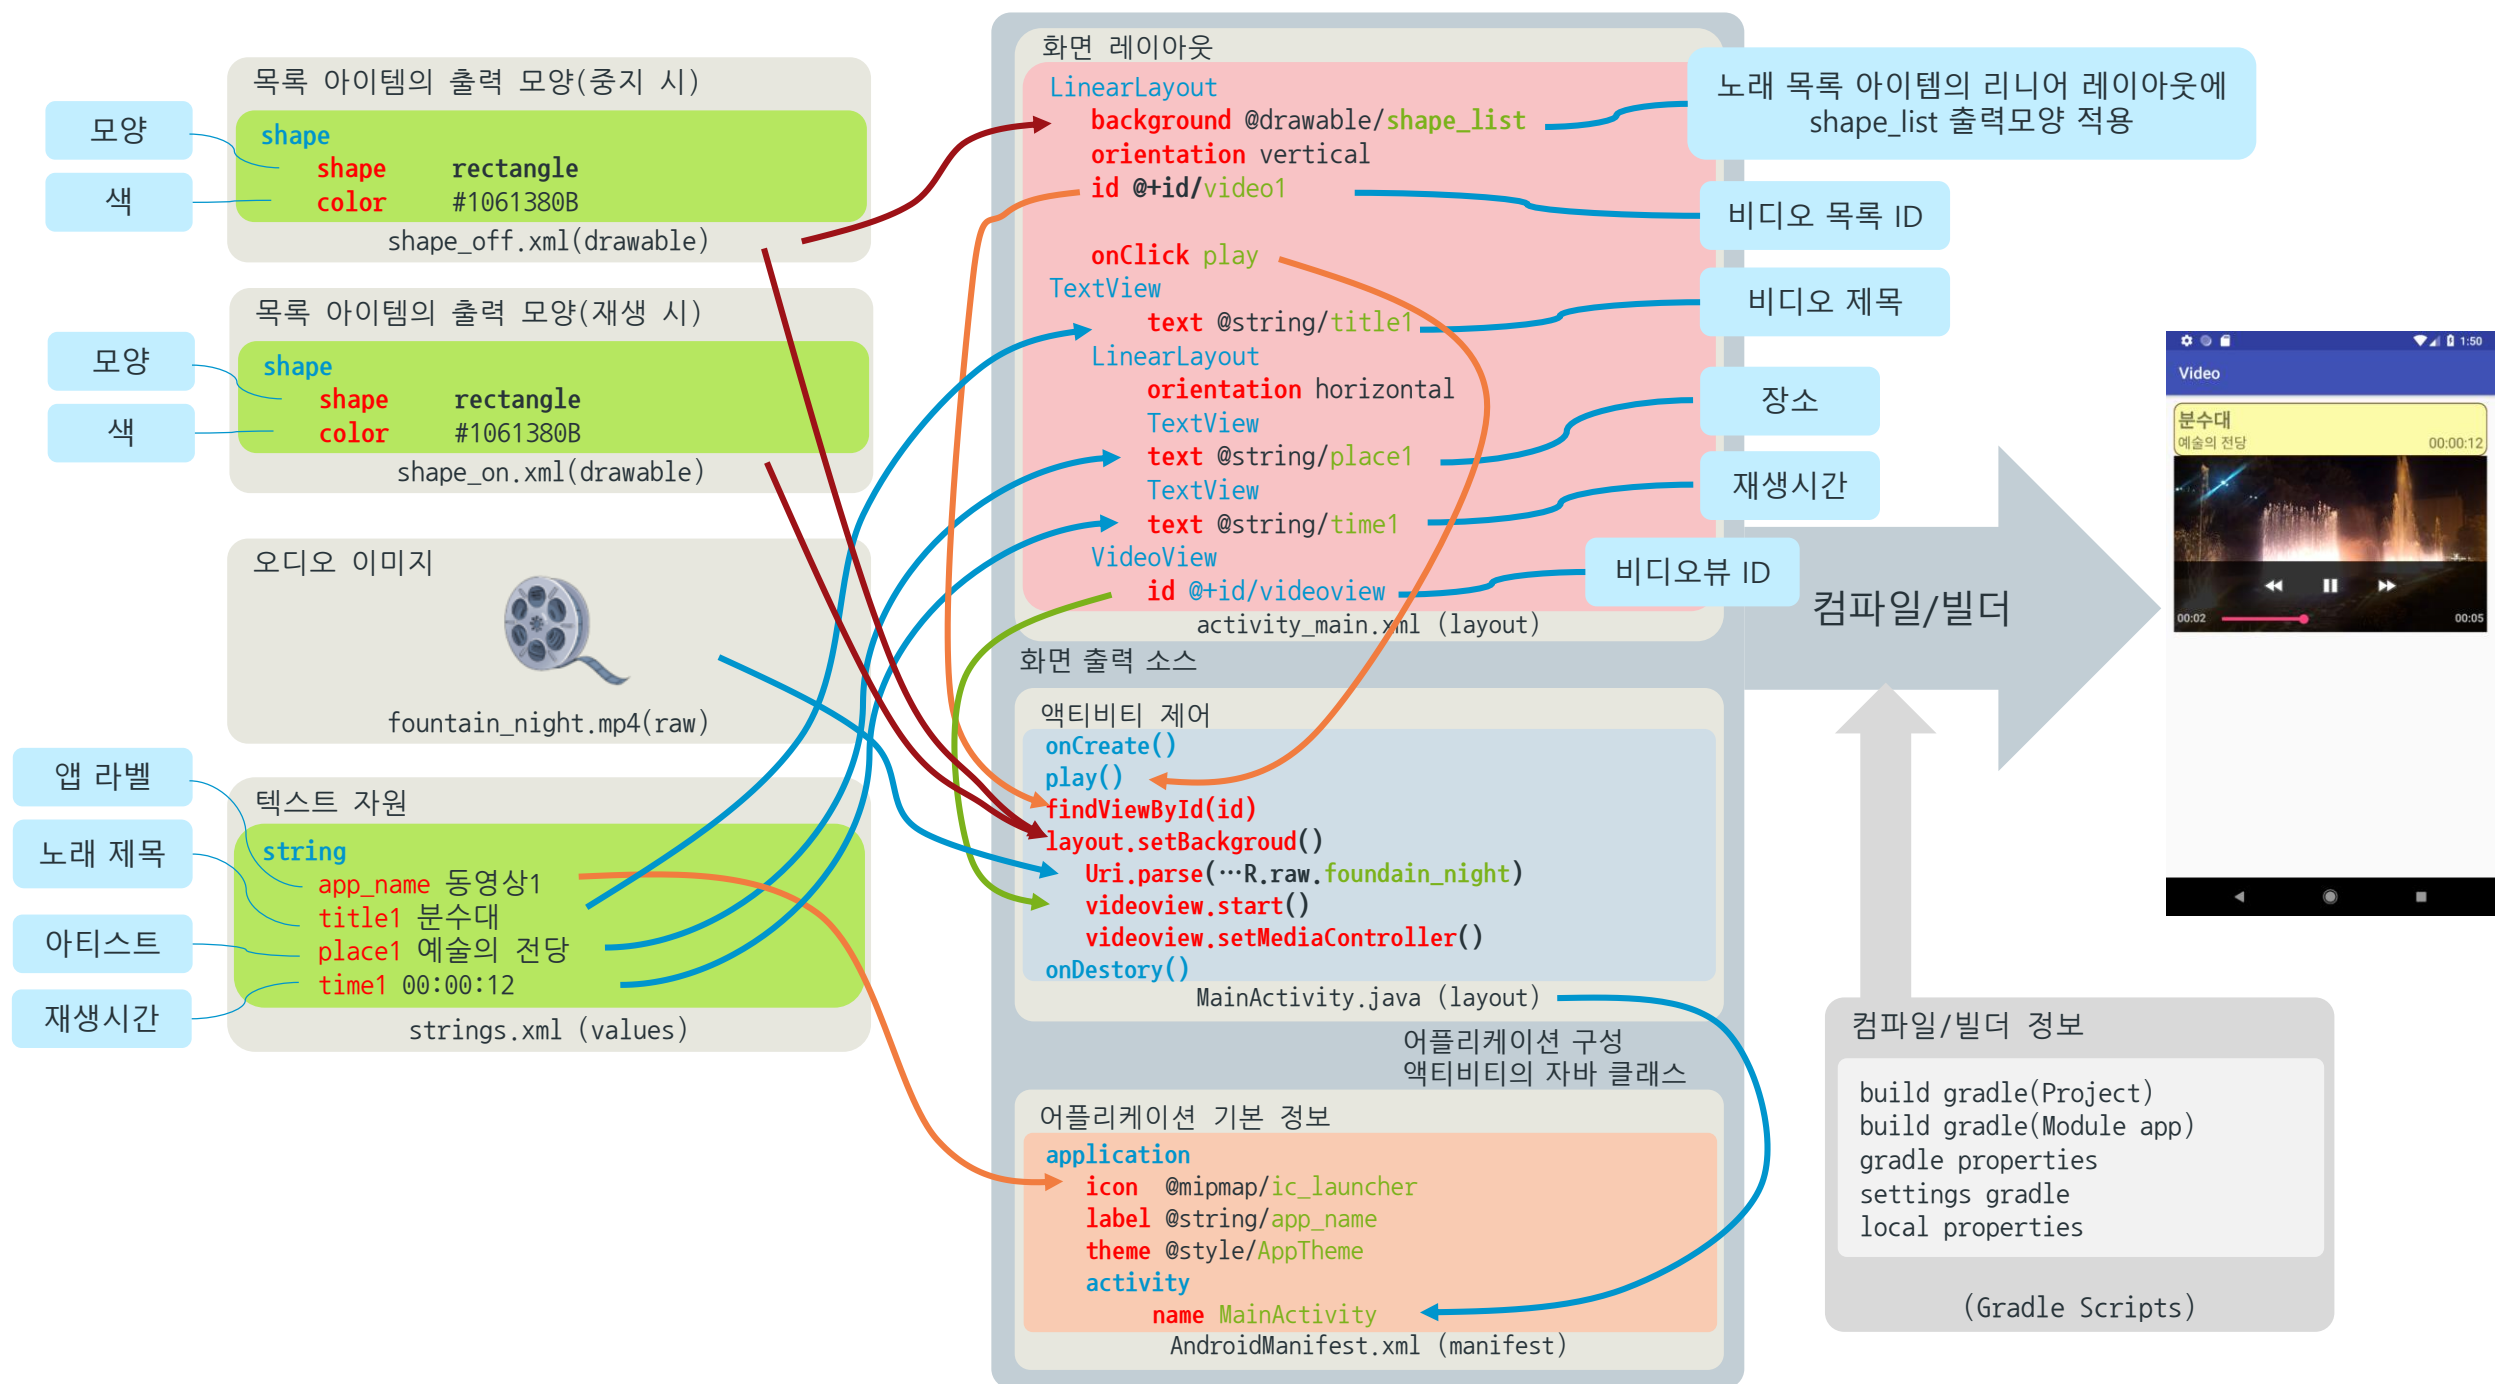 목록 아이템의 출력 모양(중지 시)
모양
색
shape
shape rectangle
color #1061380B
shape_off.xml(drawable)
목록 아이템의 출력 모양(재생 시)
모양
색
shape
shape rectangle
color #1061380B
shape_on.xml(drawable)
오디오 이미지
fountain_night.mp4(raw)
앱 라벨
노래 제목
아티스트
재생시간
텍스트 자원
string
app_name 동영상1
title1 분수대
place1 예술의 전당
time1 00:00:12
strings.xml (values)
화면 레이아웃
LinearLayout
background @drawable/shape_list
orientation vertical
id @+id/video1
onClick play
TextView
text @string/title1
LinearLayout
orientation horizontal
TextView
text @string/place1
TextView
text @string/time1
VideoView
id @+id/videoview
activity_main.xml (layout)
노래 목록 아이템의 리니어 레이아웃에
shape_list 출력모양 적용
비디오 목록 ID
비디오 제목
장소
재생시간
비디오뷰 ID
화면 출력 소스
액티비티 제어
onCreate()
play()
findViewById(id)
layout.setBackgroud()
Uri.parse(…R.raw.foundain_night)
videoview.start()
videoview.setMediaController()
onDestory()
MainActivity.java (layout)
어플리케이션 구성
액티비티의 자바 클래스
어플리케이션 기본 정보
application
icon @mipmap/ic_launcher
label @string/app_name
theme @style/AppTheme
activity
name MainActivity
AndroidManifest.xml (manifest)
컴파일/빌더
컴파일/빌더 정보
build gradle(Project)
build gradle(Module app)
gradle properties
settings gradle
local properties
(Gradle Scripts)
1:50
Video
분수대
예술의 전당 00:00:12
00:02 00:05